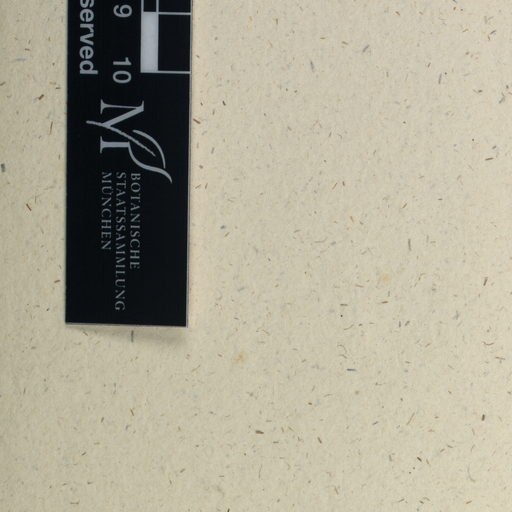 served
9 10
M
BOTANISCHE
STAATSSAMMLUNG
MÜNCHEN